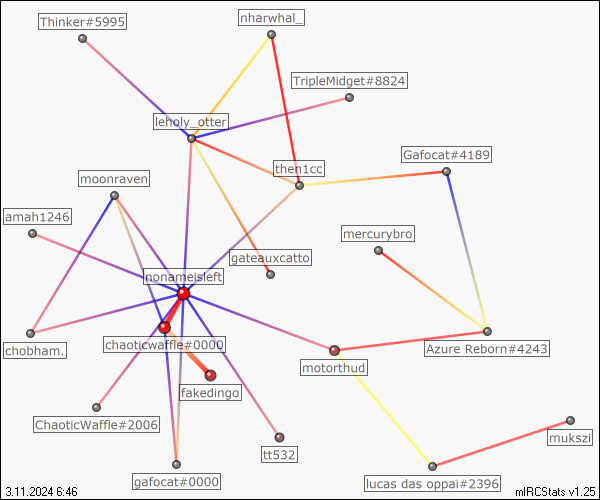 nharwhal_
Thinker#5995
TripleMidget#8824
leholy_otter
Gafocat#4189
then1cc
moonraven
amah1246
mercurybro
gateauxcatto
nonameisleft
chaoticwaffle#0000
chobham.
Azure Reborn#4243
motorthud
fakedingo
ChaoticWaffle#2006
mukszi
tt532
gafocat#0000
lucas das oppai#2396
3.11.2024 6:46
mIRCStats v1.25